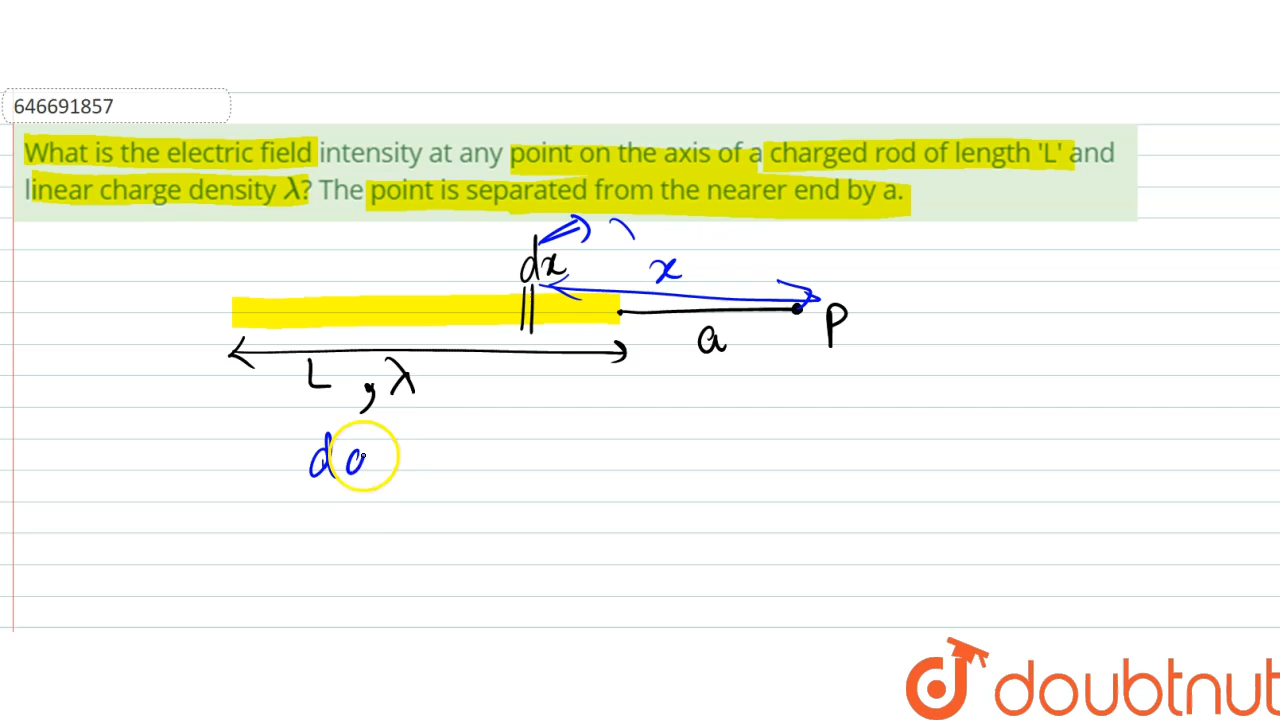 646691857
What is the electric field intensity at any point on the axis of a charged rod of length 'L' and
linear charge density λ? The point is separated from the nearer end by a.
dx
x
a
P
L , λ
d
doubtnut